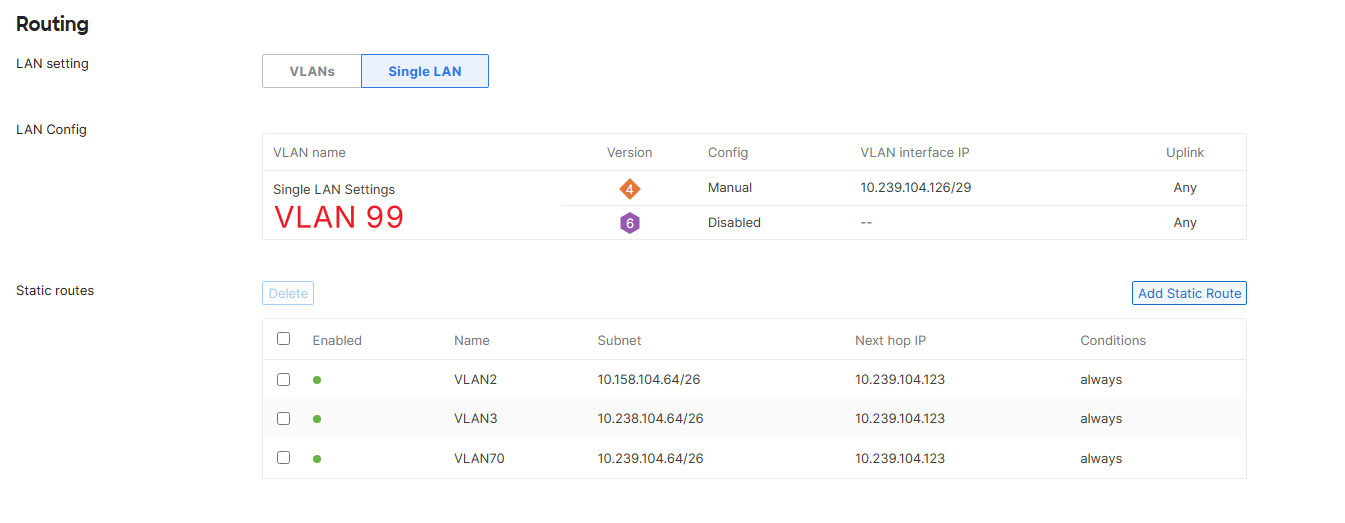 Routing
LAN setting
VLANs Single LAN
LAN Config
VLAN name Version Config VLAN interface IP Uplink
Single LAN Settings 4 Manual 10.239.104.126/29 Any
VLAN 99
6 Disabled -- Any
Static routes
Delete Add Static Route
Enabled Name Subnet Next hop IP Conditions
VLAN2 10.158.104.64/26 10.239.104.123 always
VLAN3 10.238.104.64/26 10.239.104.123 always
VLAN70 10.239.104.64/26 10.239.104.123 always